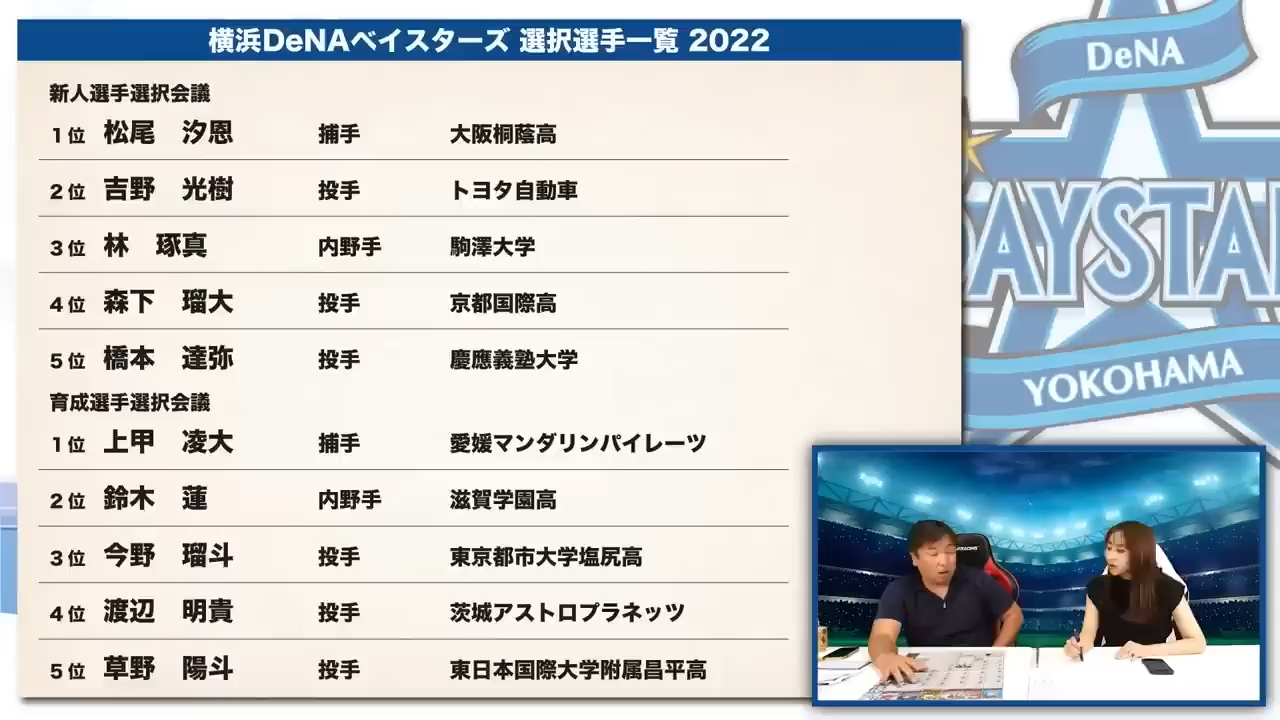 横浜DeNAベイスターズ 選択選手一覧 2022
新人選手選択会議
1位 松尾 汐恩 捕手 大阪桐蔭高
2位 吉野 光樹 投手 トヨタ自動車
3位 林 琢真 内野手 駒澤大学
4位 森下 瑠大 投手 京都国際高
5位 橋本 達弥 投手 慶應義塾大学
育成選手選択会議
1位 上甲 凌大 捕手 愛媛マンダリンパイレーツ
2位 鈴木 蓮 内野手 滋賀学園高
3位 今野 瑠斗 投手 東京都市大学塩尻高
4位 渡辺 明貴 投手 茨城アストロプラネッツ
5位 草野 陽斗 投手 東日本国際大学附属昌平高
DeNA
BAYSTAR
YOKOHAMA